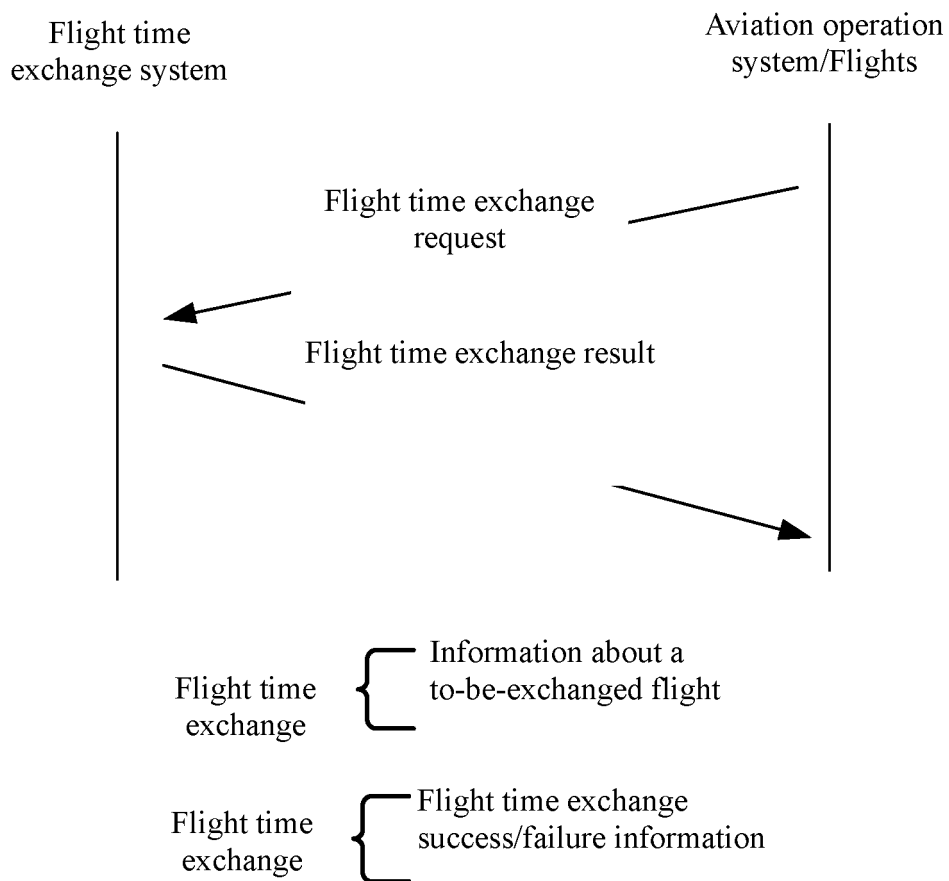 Flight time
exchange system
Aviation operation
system/Flights
Flight time exchange
request
Flight time exchange result
Information about a
to-be-exchanged flight
Flight time
exchange
Flight time exchange
success/failure information
Flight time
exchange